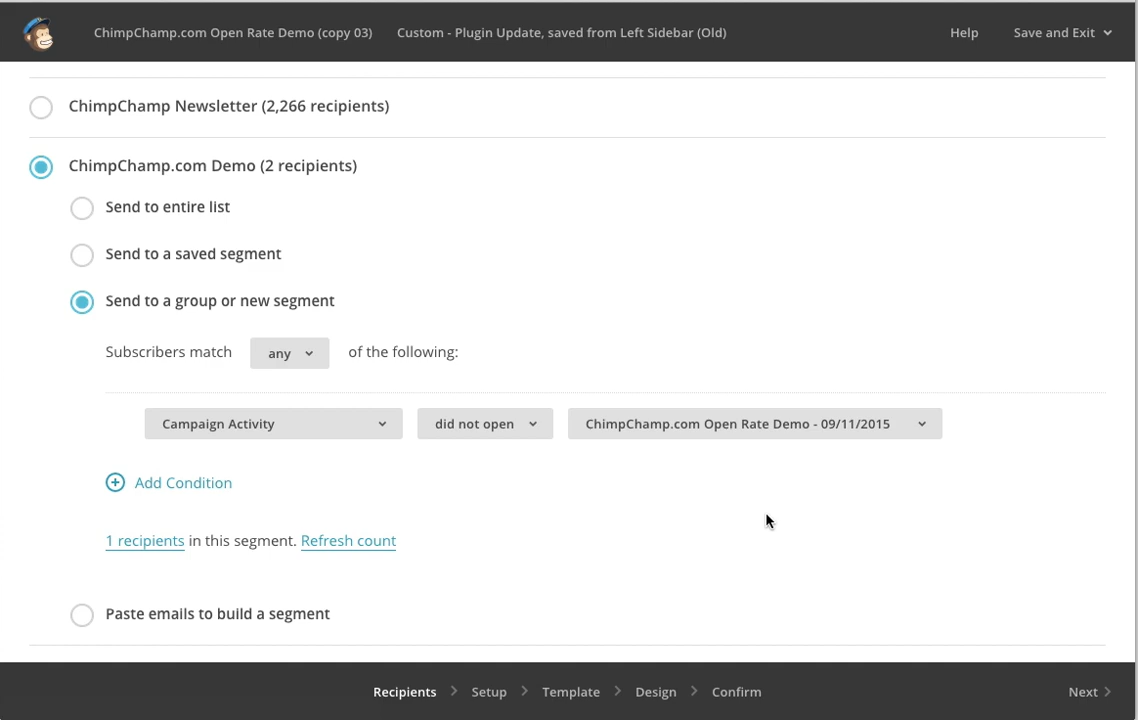 ChimpChamp.com Open Rate Demo (copy 03) Custom - Plugin Update, saved from Left Sidebar (Old) Help Save and Exit
ChimpChamp Newsletter (2,266 recipients)
ChimpChamp.com Demo (2 recipients)
Send to entire list
Send to a saved segment
Send to a group or new segment
Subscribers match any of the following:
Campaign Activity did not open ChimpChamp.com Open Rate Demo - 09/11/2015
Add Condition
1 recipients in this segment. Refresh count
Paste emails to build a segment
Recipients Setup Template Design Confirm Next